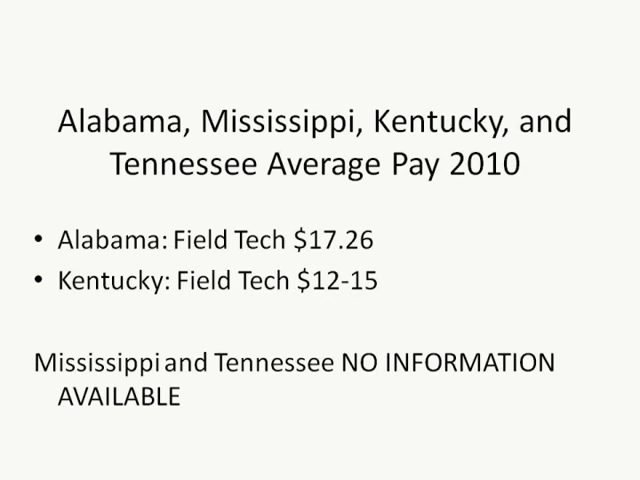 Alabama, Mississippi, Kentucky, and
Tennessee Average Pay 2010
• Alabama: Field Tech $17.26
• Kentucky: Field Tech $12-15
Mississippi and Tennessee NO INFORMATION
AVAILABLE